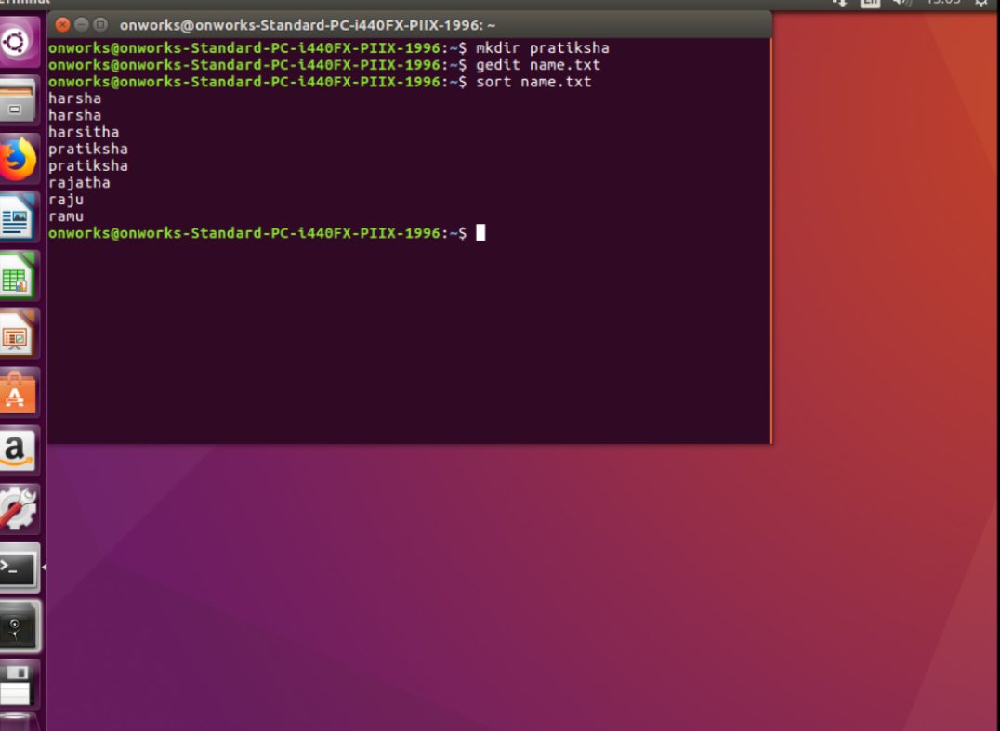 onworks@onworks-Standard-PC-i440FX-PIIX-1996: ~
onworks@onworks-Standard-PC-i440FX-PIIX-1996:~$ mkdir pratiksha
onworks@onworks-Standard-PC-i440FX-PIIX-1996:~$ gedit name.txt
onworks@onworks-Standard-PC-i440FX-PIIX-1996:~$ sort name.txt
harsha
harsha
harsitha
pratiksha
pratiksha
rajatha
raju
ramu
onworks@onworks-Standard-PC-i440FX-PIIX-1996:~$